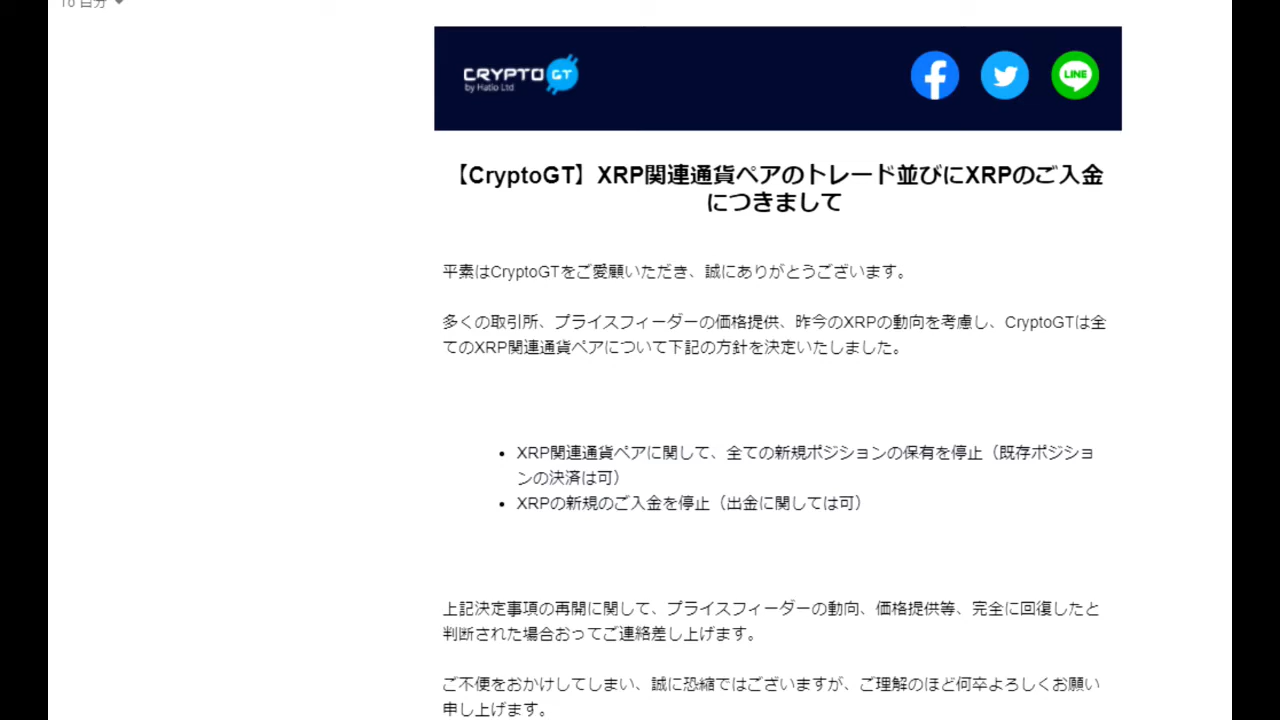 To 自分
CRYPTO GT
by Hatio Ltd
LINE
【CryptoGT】XRP関連通貨ペアのトレード並びにXRPのご入金
につきまして
平素はCryptoGTをご愛顧いただき、誠にありがとうございます。
多くの取引所、プライスフィーダーの価格提供、昨今のXRPの動向を考慮し、CryptoGTは全
てのXRP関連通貨ペアについて下記の方針を決定いたしました。
• XRP関連通貨ペアに関して、全ての新規ポジションの保有を停止（既存ポジショ
ンの決済は可）
• XRPの新規のご入金を停止（出金に関しては可）
上記決定事項の再開に関して、プライスフィーダーの動向、価格提供等、完全に回復したと
判断された場合おってご連絡差し上げます。
ご不便をおかけしてしまい、誠に恐縮ではございますが、ご理解のほど何卒よろしくお願い
申し上げます。